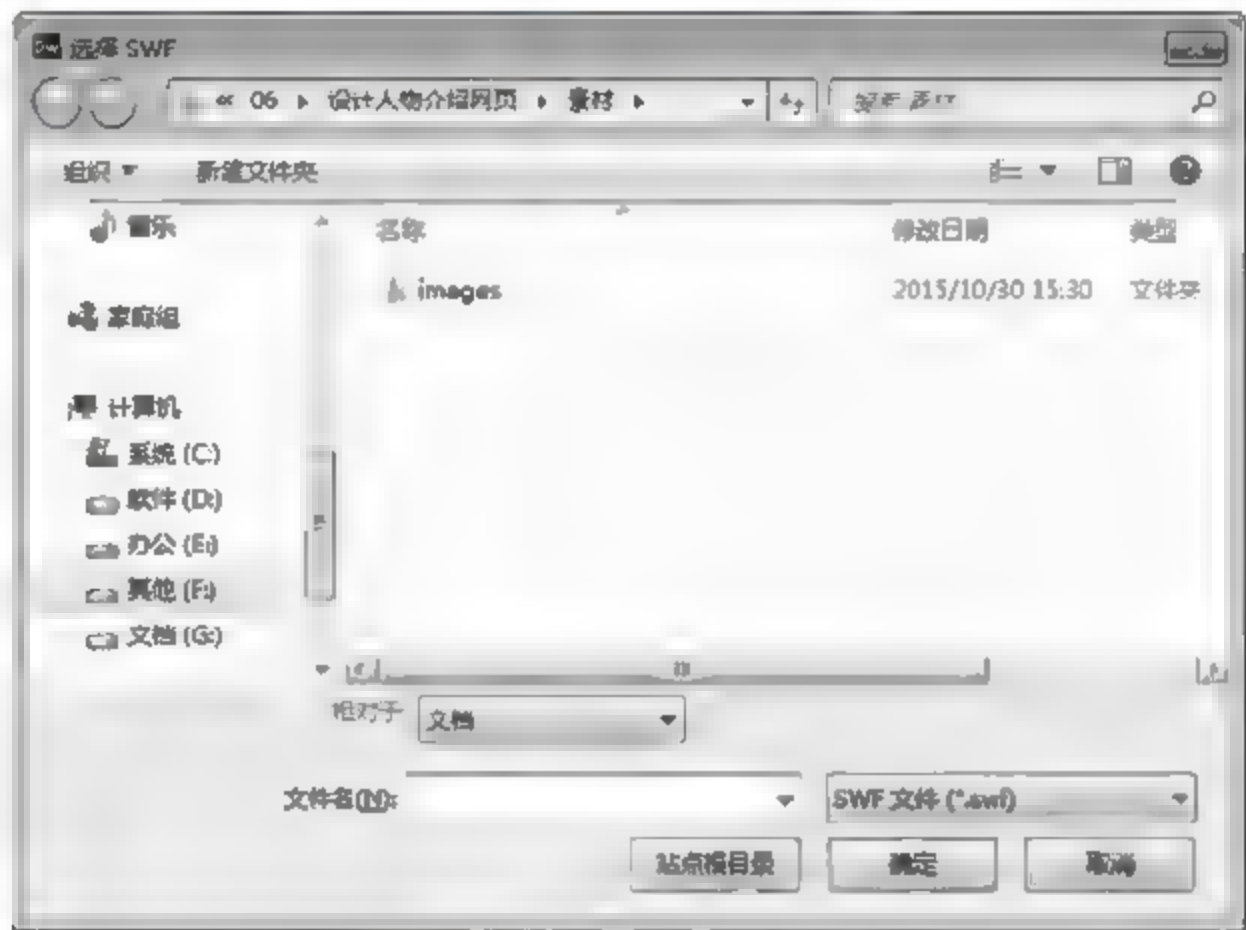 选择 SWF
« 06 ▸ 设计人物介绍网页 ▸ 素材 ▸
组织 新建文件夹
名称 修改日期 类型
音乐
images 2015/10/30 15:30 文件夹
家庭组
计算机
系统 (C:)
软件 (D:)
办公 (E:)
其他 (F:)
文档 (G:)
相对于 文档
文件名(N): SWF 文件 (*.swf)
站点根目录 确定 取消